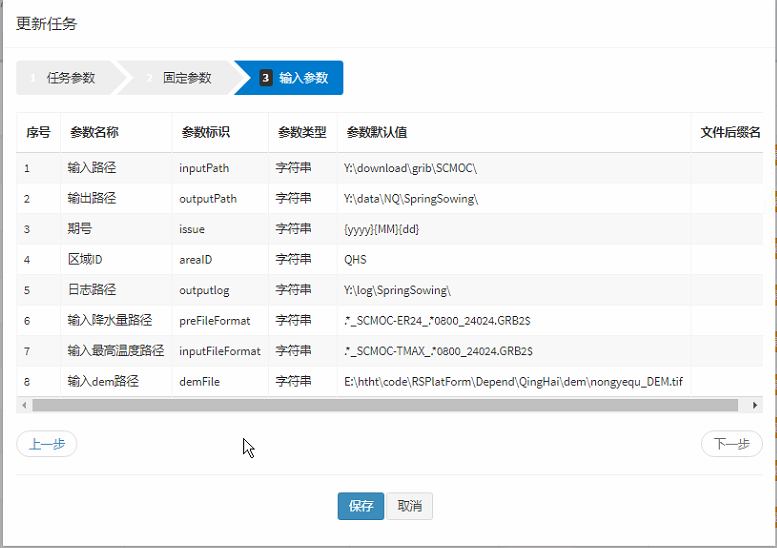 更新任务
1 任务参数 2 固定参数 3 输入参数
序号 参数名称 参数标识 参数类型 参数默认值 文件后缀名
1 输入路径 inputPath 字符串 Y:\download\grib\SCMOC\
2 输出路径 outputPath 字符串 Y:\data\NQ\SpringSowing\
3 期号 issue 字符串 {yyyy}{MM}{dd}
4 区域ID areaID 字符串 QHS
5 日志路径 outputlog 字符串 Y:\log\SpringSowing\
6 输入降水量路径 preFileFormat 字符串 .*_SCMOC-ER24_.*0800_24024.GRB2$
7 输入最高温度路径 inputFileFormat 字符串 .*_SCMOC-TMAX_.*0800_24024.GRB2$
8 输入dem路径 demFile 字符串 E:\htht\code\RSPlatForm\Depend\QingHai\dem\nongyequ_DEM.tif
上一步 下一步
保存 取消